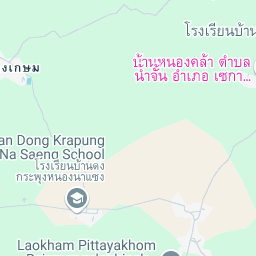 โรงเรียนบ้าน
บ้านหนองคล้า ตำบล
น้ำจั้น อำเภอ เซกา...
งเกษม
an Dong Krapung
Na Saeng School
โรงเรียนบ้านดง
กระพุงหนองนาแซง
Laokham Pittayakhom